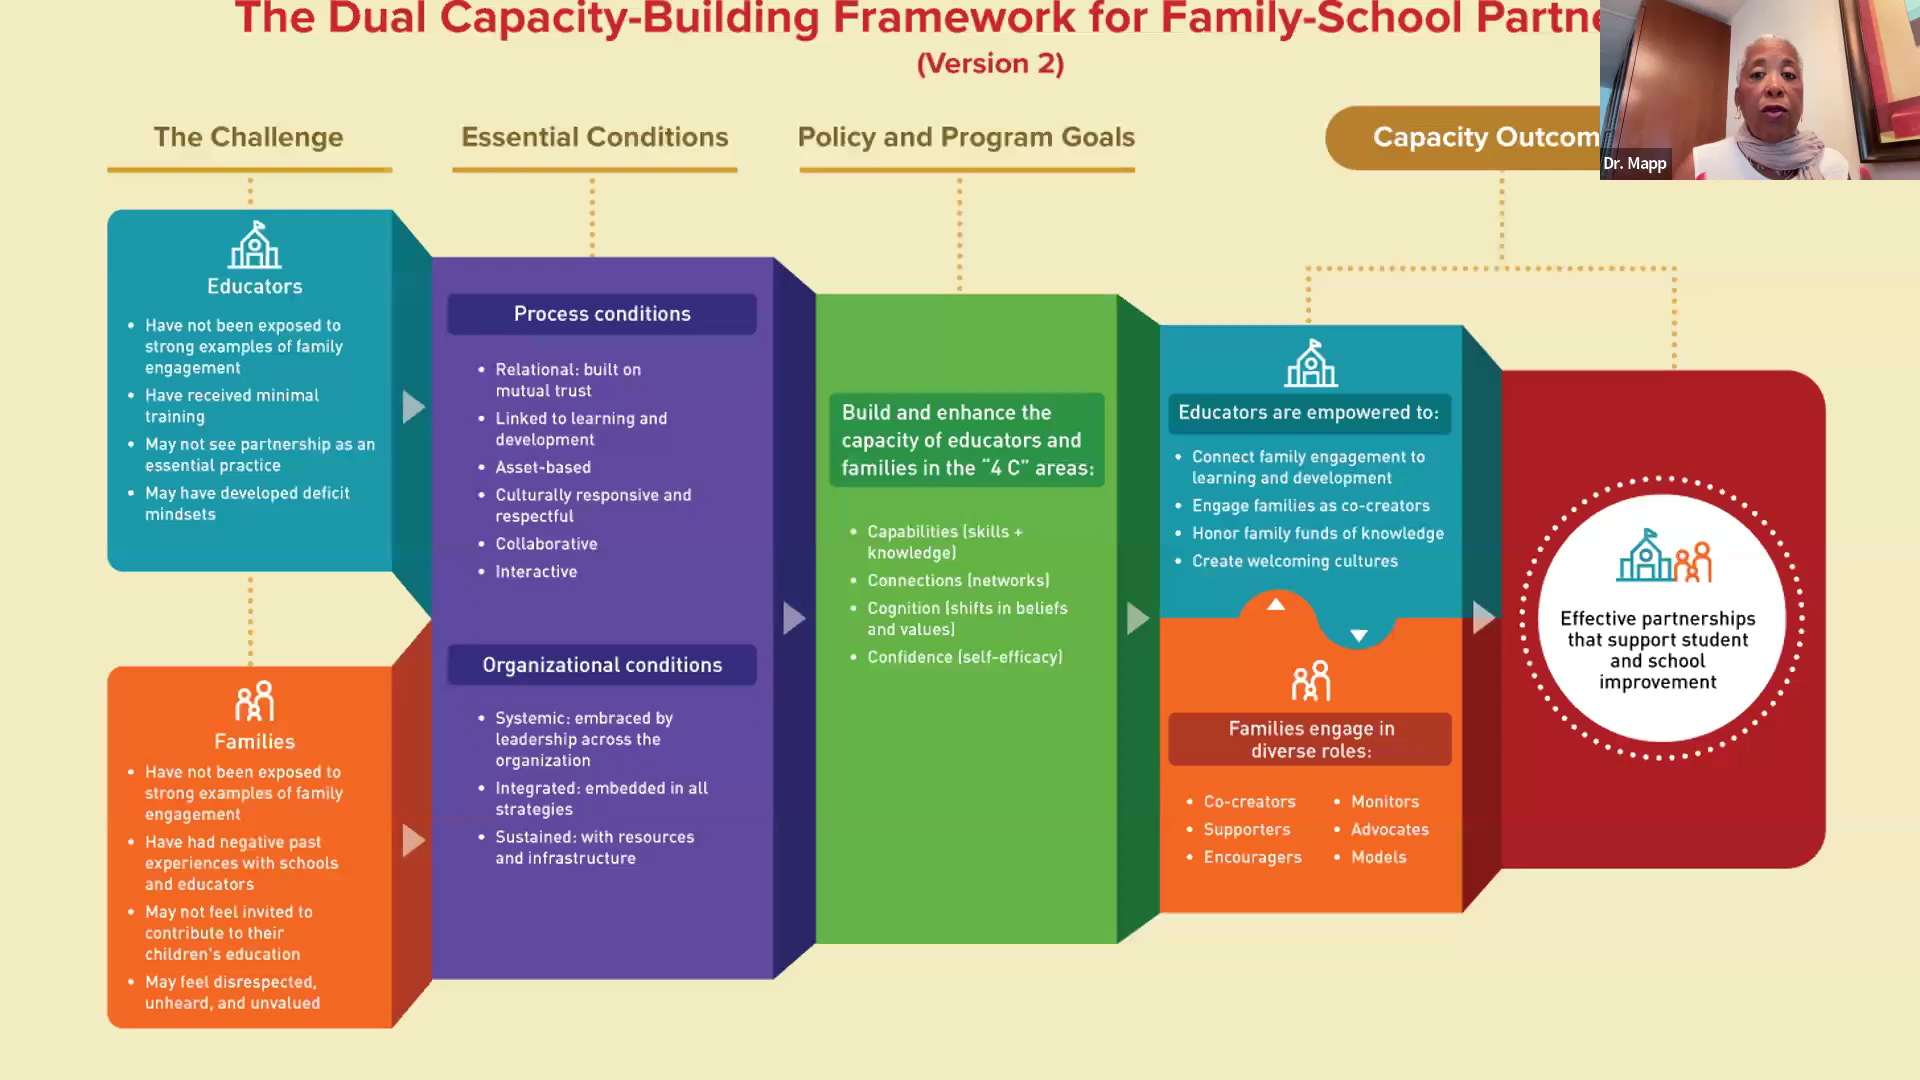 The Dual Capacity-Building Framework for Family-School Partne
(Version 2)
Dr. Mapp
The Challenge
Essential Conditions
Policy and Program Goals
Capacity Outcom
Educators
• Have not been exposed to
strong examples of family
engagement
• Have received minimal
training
• May not see partnership as an
essential practice
• May have developed deficit
mindsets
Families
• Have not been exposed to
strong examples of family
engagement
• Have had negative past
experiences with schools
and educators
• May not feel invited to
contribute to their
children's education
• May feel disrespected,
unheard, and unvalued
Process conditions
• Relational: built on
mutual trust
• Linked to learning and
development
• Asset-based
• Culturally responsive and
respectful
• Collaborative
• Interactive
Organizational conditions
• Systemic: embraced by
leadership across the
organization
• Integrated: embedded in all
strategies
• Sustained: with resources
and infrastructure
Build and enhance the
capacity of educators and
families in the "4 C" areas:
• Capabilities (skills +
knowledge)
• Connections (networks)
• Cognition (shifts in beliefs
and values)
• Confidence (self-efficacy)
Educators are empowered to:
• Connect family engagement to
learning and development
• Engage families as co-creators
• Honor family funds of knowledge
• Create welcoming cultures
Families engage in
diverse roles:
• Co-creators
• Supporters
• Encouragers
• Monitors
• Advocates
• Models
Effective partnerships
that support student
and school
improvement